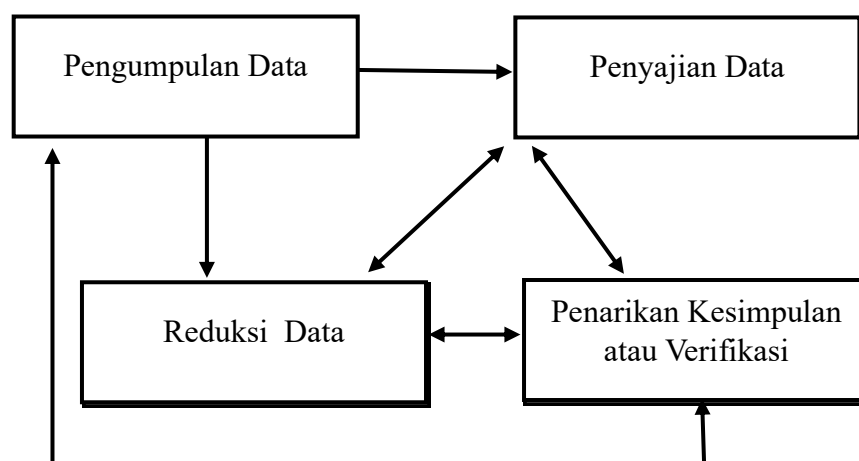 Pengumpulan Data
Penyajian Data
Reduksi Data
Penarikan Kesimpulan
atau Verifikasi